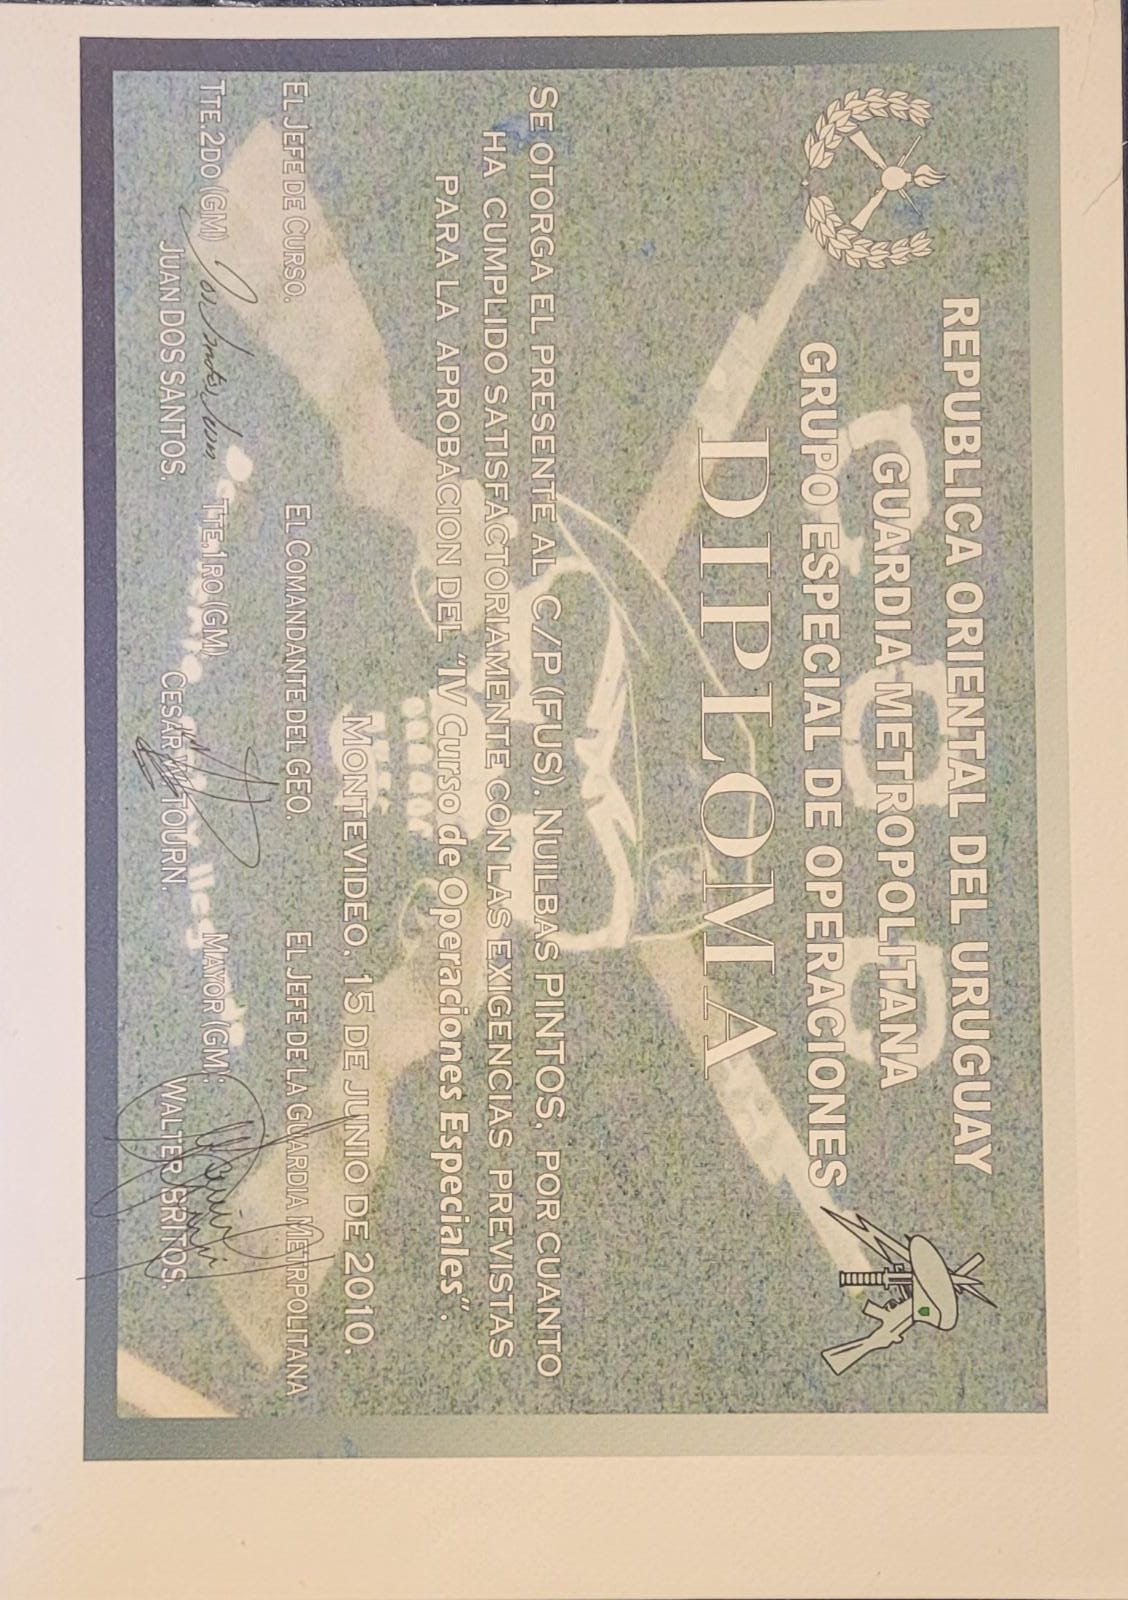 REPUBLICA ORIENTAL DEL URUGUAY
GUARDIA METROPOLITANA
GRUPO ESPECIAL DE OPERACIONES
DIPLOMA
SE OTORGA EL PRESENTE AL C/P (FUS). NUILBAS PINTOS, POR CUANTO
HA CUMPLIDO SATISFACTORIAMENTE CON LAS EXIGENCIAS PREVISTAS
PARA LA APROBACION DEL "IV Curso de Operaciones Especiales".
MONTEVIDEO, 15 DE JUNIO DE 2010.
EL JEFE DE CURSO.
EL COMANDANTE DEL GEO.
EL JEFE DE LA GUARDIA METRPOLITANA
TTE.2DO (GM)
Dos Santos Juan
JUAN DOS SANTOS.
TTE.1RO (GM)
CESAR W. TOURN.
MAYOR (GM):
WALTER BRITOS.